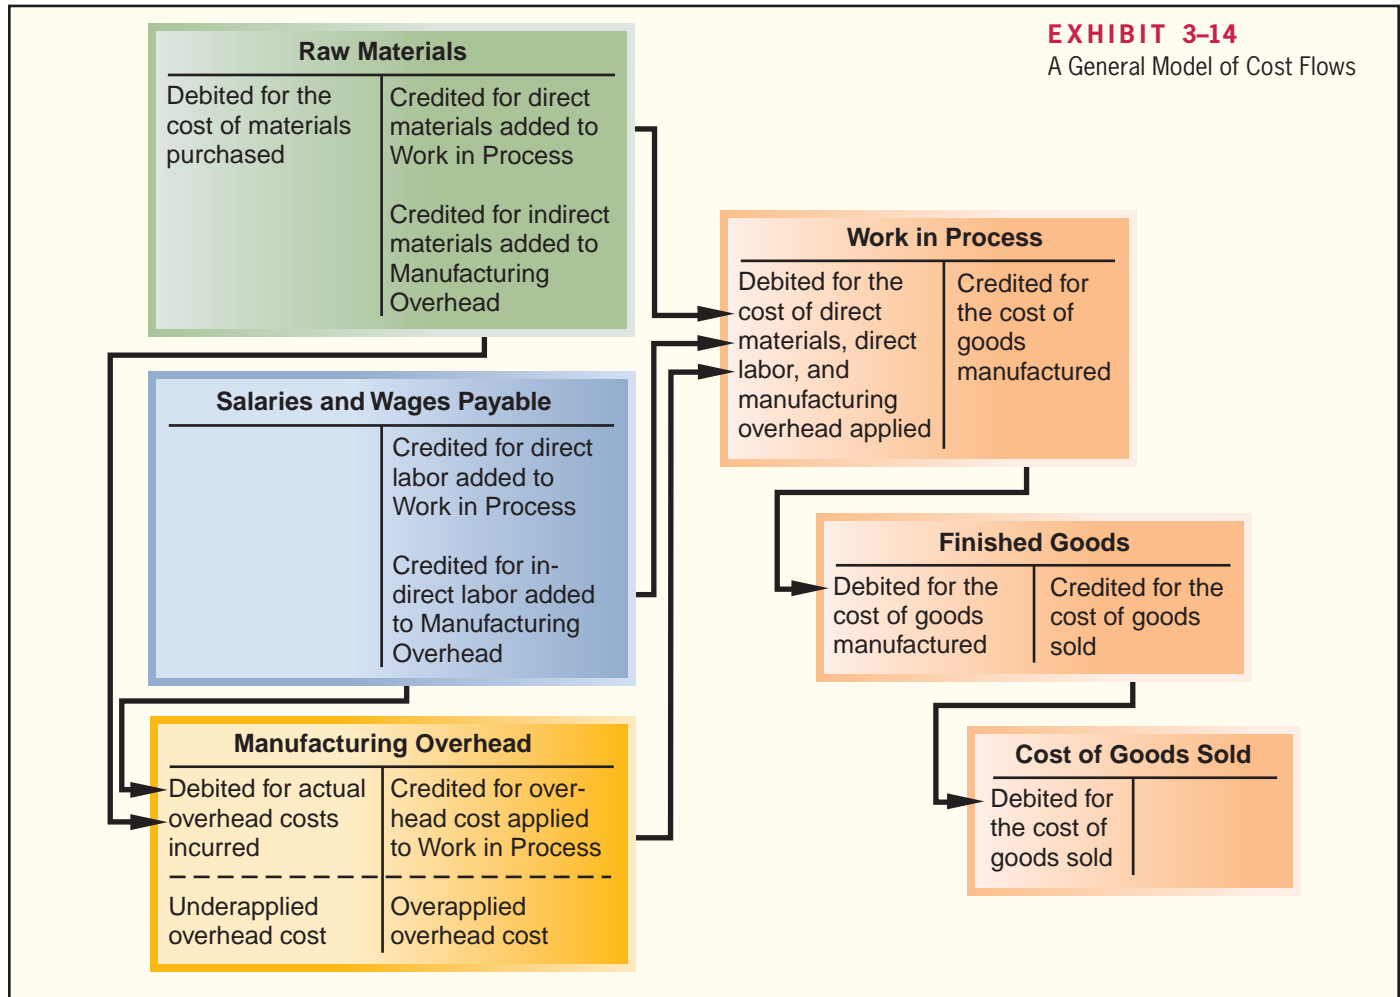 EXHIBIT 3–14
A General Model of Cost Flows
Raw Materials
Debited for the
cost of materials
purchased
Credited for direct
materials added to
Work in Process
Credited for indirect
materials added to
Manufacturing
Overhead
Salaries and Wages Payable
Credited for direct
labor added to
Work in Process
Credited for in-
direct labor added
to Manufacturing
Overhead
Manufacturing Overhead
Debited for actual
overhead costs
incurred
Credited for over-
head cost applied
to Work in Process
Underapplied
overhead cost
Overapplied
overhead cost
Work in Process
Debited for the
cost of direct
materials, direct
labor, and
manufacturing
overhead applied
Credited for
the cost of
goods
manufactured
Finished Goods
Debited for the
cost of goods
manufactured
Credited for the
cost of goods
sold
Cost of Goods Sold
Debited for
the cost of
goods sold